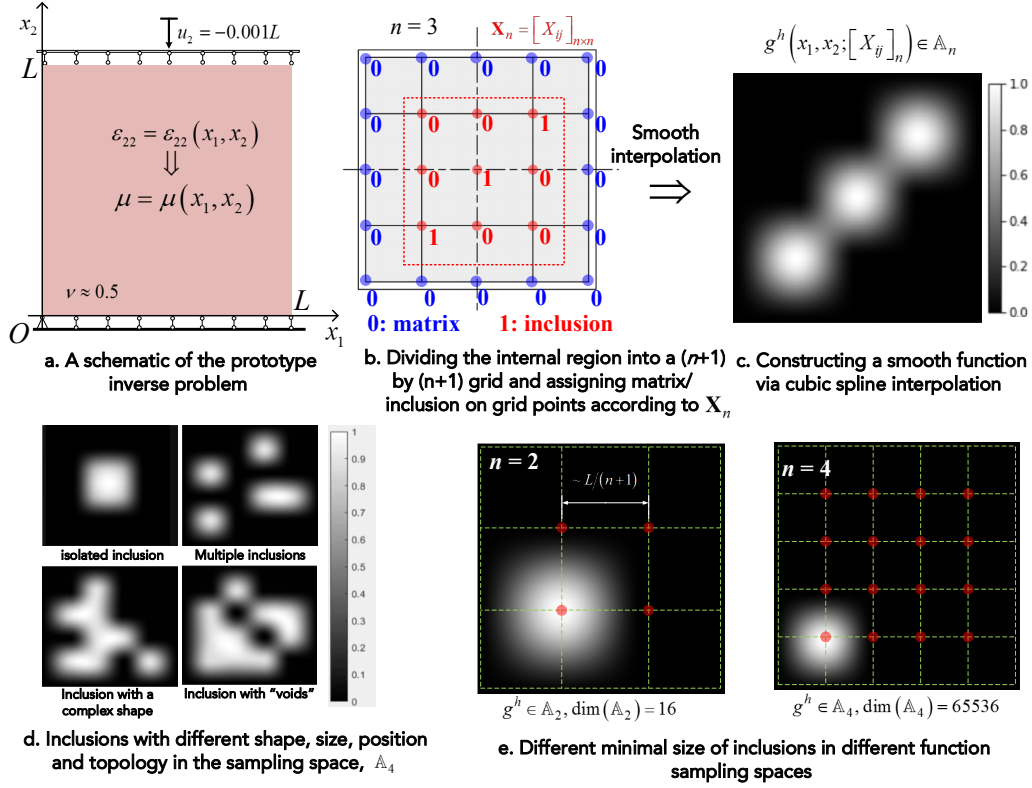 x₂
u₂ = −0.001L
L
ε₂₂ = ε₂₂(x₁, x₂)
⇓
μ = μ(x₁, x₂)
ν ≈ 0.5
L
O
x₁
a. A schematic of the prototype
inverse problem
n = 3
Xₙ = [Xᵢⱼ]ₙₓₙ
0 0 0 0 0
0 0 0 1 0
0 0 1 0 0
0 1 0 0 0
0 0 0 0 0
0: matrix
1: inclusion
b. Dividing the internal region into a (n+1)
by (n+1) grid and assigning matrix/
inclusion on grid points according to Xₙ
Smooth
interpolation
⇒
gʰ(x₁, x₂; [Xᵢⱼ]ₙ) ∈ 𝔸ₙ
1.0
0.8
0.6
0.4
0.2
0.0
c. Constructing a smooth function
via cubic spline interpolation
isolated inclusion
Multiple inclusions
Inclusion with a
complex shape
Inclusion with "voids"
1
0.9
0.8
0.7
0.6
0.5
0.4
0.3
0.2
0.1
0
d. Inclusions with different shape, size, position
and topology in the sampling space, 𝔸₄
n = 2
~ L/(n+1)
gʰ ∈ 𝔸₂, dim(𝔸₂) = 16
n = 4
gʰ ∈ 𝔸₄, dim(𝔸₄) = 65536
e. Different minimal size of inclusions in different function
sampling spaces